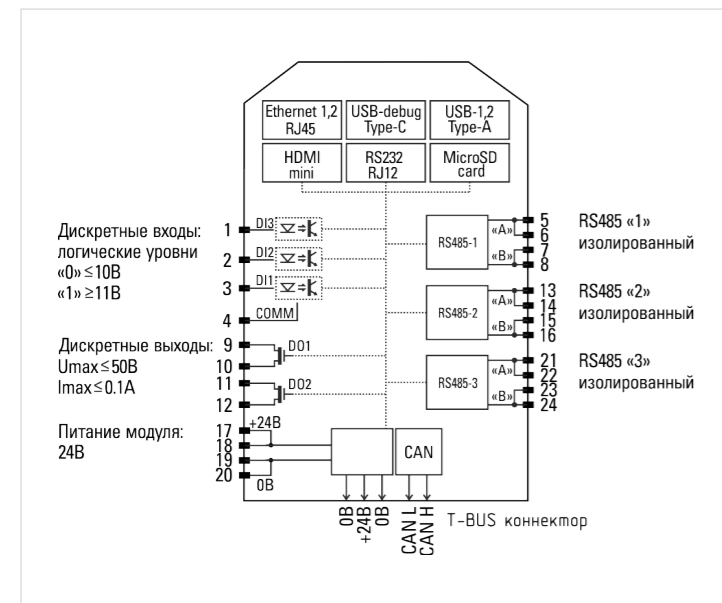 Ethernet 1,2
RJ45
USB-debug
Type-C
USB-1,2
Type-A
HDMI
mini
RS232
RJ12
MicroSD
card
Дискретные входы:
логические уровни
«0» ≤10В
«1» ≥11В
1
DI3
2
DI2
3
DI1
4
COMM
Дискретные выходы:
Umax≤50В
Imax≤0.1А
9
DO1
10
11
DO2
12
Питание модуля:
24В
17
+24В
18
19
20
0В
RS485-1
«А»
«В»
5
6
7
8
RS485 «1»
изолированный
RS485-2
«А»
«В»
13
14
15
16
RS485 «2»
изолированный
RS485-3
«А»
«В»
21
22
23
24
RS485 «3»
изолированный
CAN
0В
+24В
0В
CAN L
CAN H
T-BUS коннектор